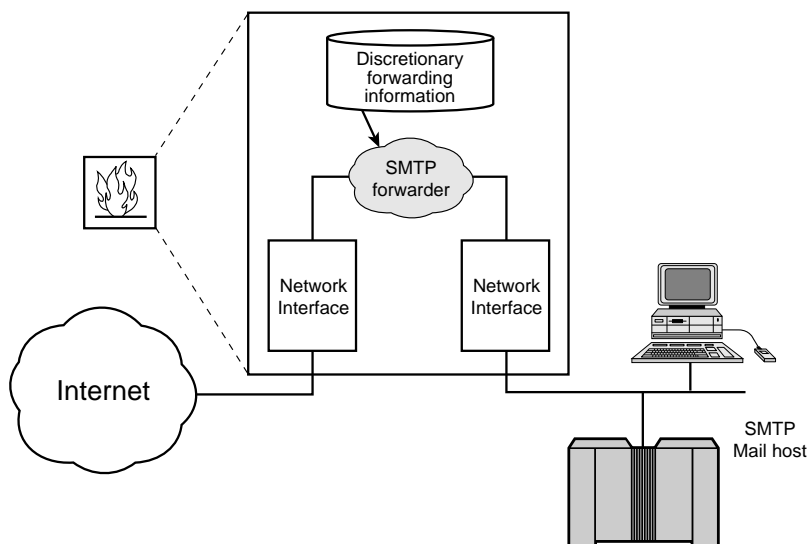 Discretionary
forwarding
information
SMTP
forwarder
Network
Interface
Network
Interface
Internet
SMTP
Mail host